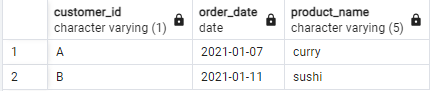 customer_id order_date product_name
character varying (1) date character varying (5)
1 A 2021-01-07 curry
2 B 2021-01-11 sushi